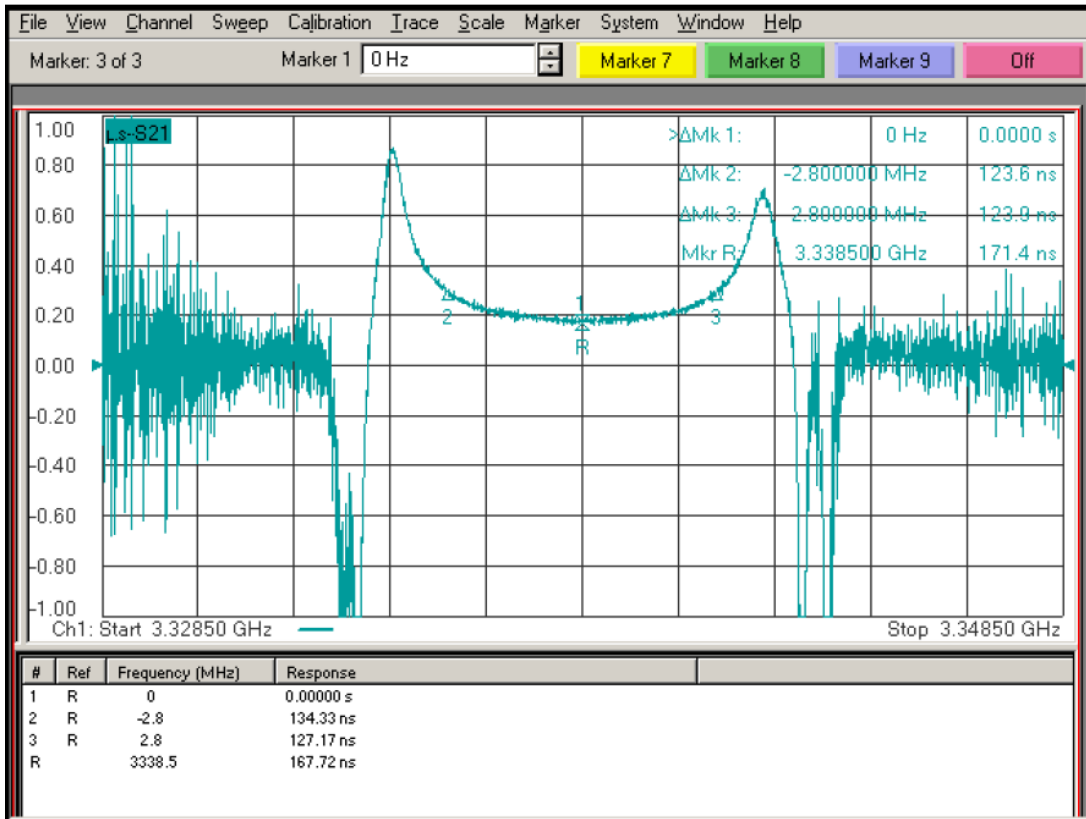 File View Channel Sweep Calibration Trace Scale Marker System Window Help
Marker: 3 of 3 Marker 1 0 Hz Marker 7 Marker 8 Marker 9 Off
1.00 S21 >ΔMk 1: 0 Hz 0.0000 s
0.80 ΔMk 2: -2.800000 MHz 123.6 ns
0.60 ΔMk 3: 2.800000 MHz 123.9 ns
0.40 Mkr R: 3.338500 GHz 171.4 ns
0.20 2 1 3
R
0.00
-0.20
-0.40
-0.60
-0.80
-1.00
Ch1: Start 3.32850 GHz Stop 3.34850 GHz
# Ref Frequency (MHz) Response
1 R 0 0.00000 s
2 R -2.8 134.33 ns
3 R 2.8 127.17 ns
R 3338.5 167.72 ns